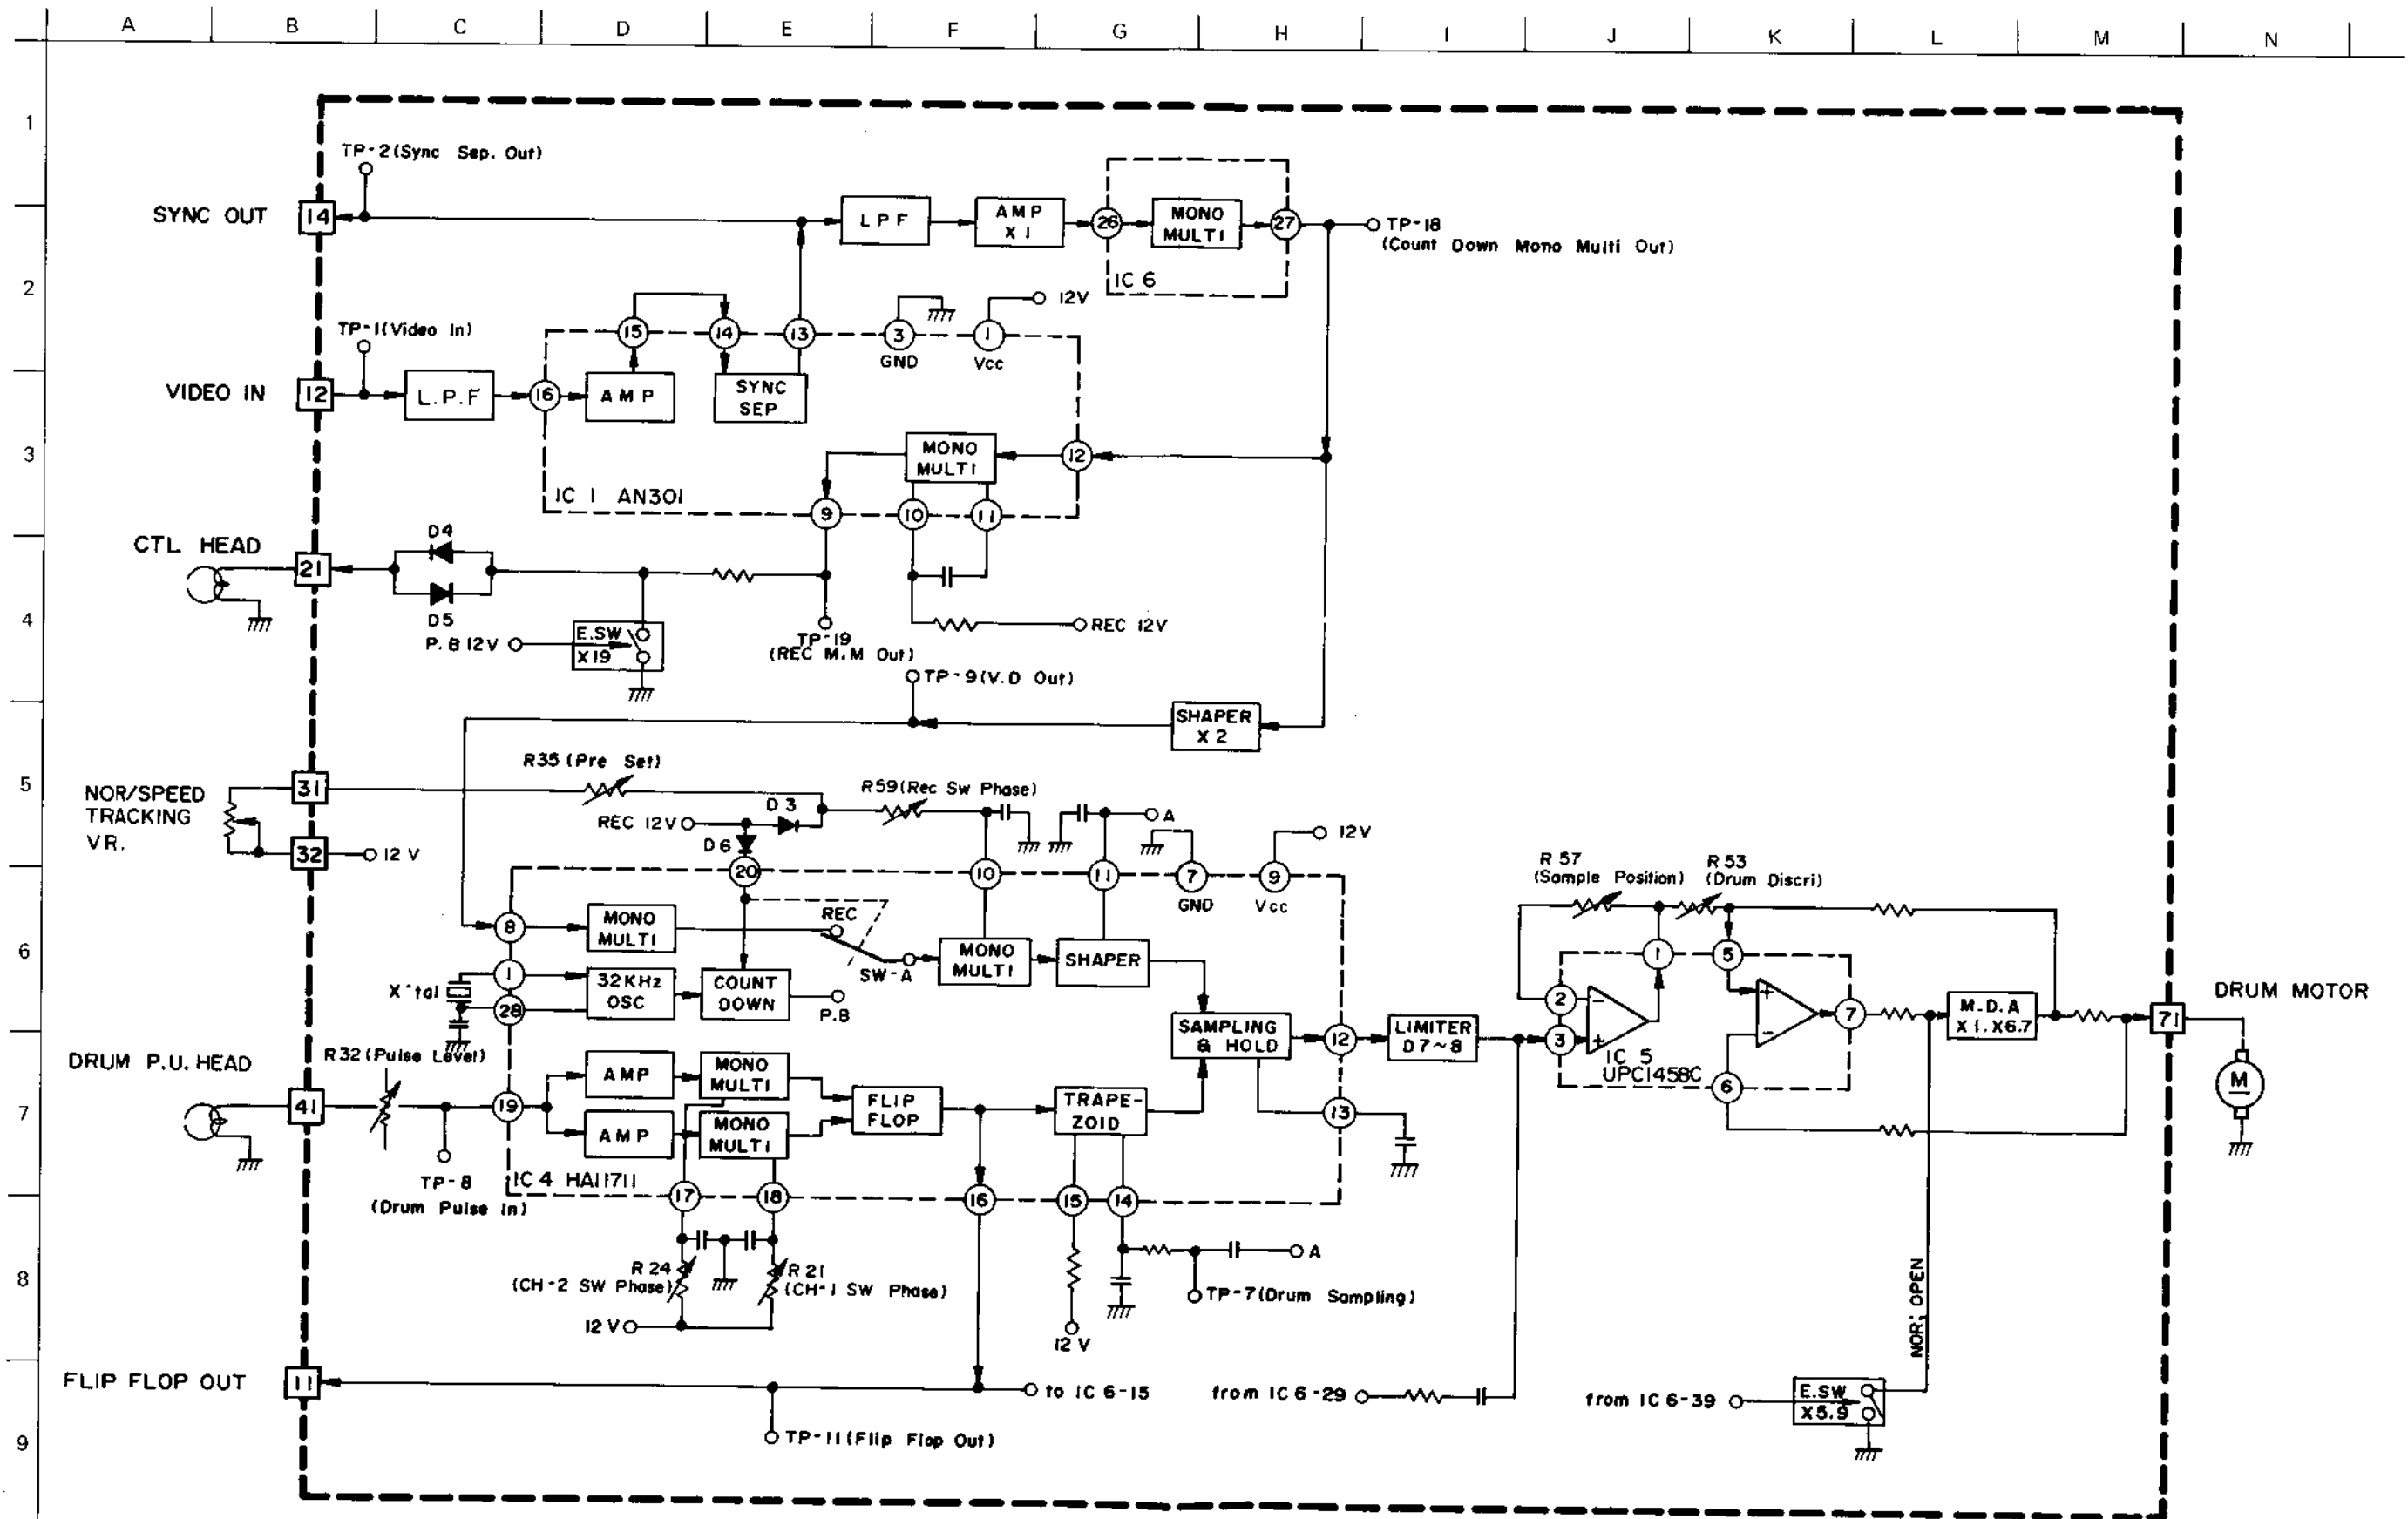 A B C D E F G H I J K L M N
1
TP-2(Sync Sep. Out)
SYNC OUT
14
L P F
AMP
X 1
26
MONO
MULTI
27
TP-18
(Count Down Mono Multi Out)
IC 6
2
TP-1(Video In)
15
14
13
3
GND
1
Vcc
12V
VIDEO IN
12
L.P.F
16
AMP
SYNC
SEP
3
MONO
MULTI
12
IC 1 AN301
9
10
11
CTL HEAD
21
D4
D5
4
P.B 12V
E.SW
X19
TP-19
(REC M.M Out)
REC 12V
TP-9(V.D Out)
SHAPER
X 2
5
NOR/SPEED
TRACKING
VR.
31
32
12 V
R35 (Pre Set)
R59(Rec Sw Phase)
D 3
REC 12V
D6
A
12V
20
10
11
7
GND
9
Vcc
R 57
(Sample Position)
R 53
(Drum Discri)
6
8
MONO
MULTI
REC
SW-A
MONO
MULTI
SHAPER
1
X'tal
28
32KHz
OSC
COUNT
DOWN
P.B
1
5
2
3
7
6
IC 5
UPC1458C
M.D.A
X1.X6.7
71
DRUM MOTOR
M
SAMPLING
& HOLD
12
LIMITER
D7~8
7
DRUM P.U. HEAD
R32(Pulse Level)
41
19
AMP
MONO
MULTI
AMP
MONO
MULTI
FLIP
FLOP
TRAPE-
ZOID
13
TP-8
(Drum Pulse In)
IC 4 HA11711
17
18
16
15
14
8
R 24
(CH-2 SW Phase)
R 21
(CH-1 SW Phase)
12 V
A
TP-7(Drum Sampling)
12 V
NOR; OPEN
FLIP FLOP OUT
11
to IC 6-15
from IC 6-29
from IC 6-39
E.SW
X5.9
9
TP-11(Flip Flop Out)